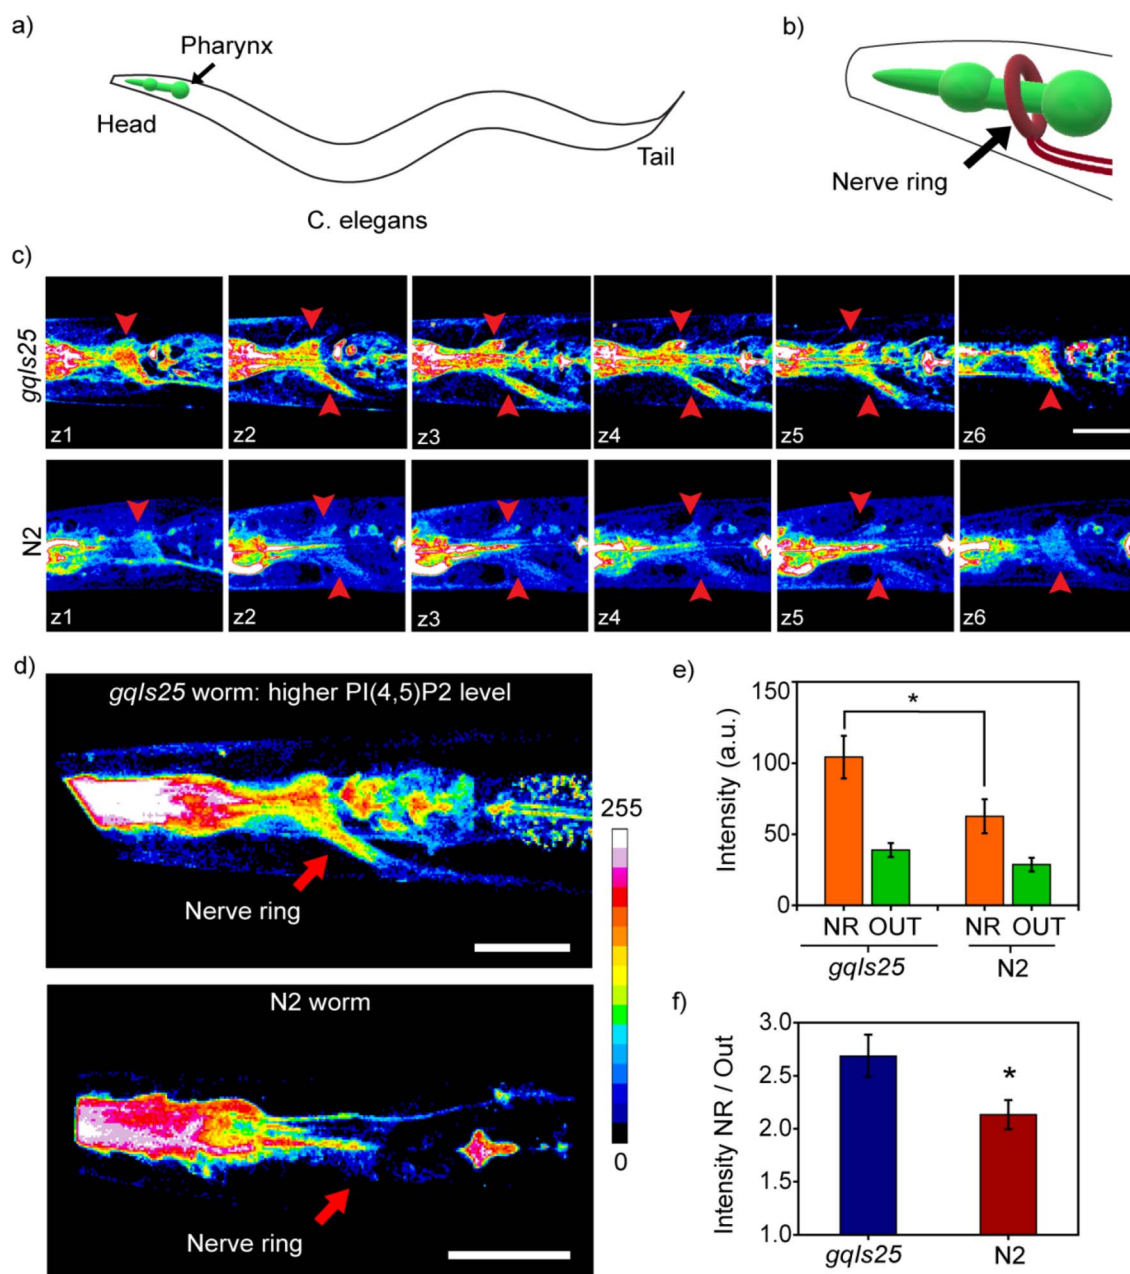 a)
Pharynx
Head
Tail
C. elegans
b)
Nerve ring
c)
gqIs25
z1
z2
z3
z4
z5
z6
N2
z1
z2
z3
z4
z5
z6
d)
gqIs25 worm: higher PI(4,5)P2 level
Nerve ring
N2 worm
Nerve ring
255
0
e)
Intensity (a.u.)
150
100
50
0
*
NR OUT NR OUT
gqIs25 N2
f)
Intensity NR / Out
3.0
2.5
2.0
1.5
1.0
*
gqIs25 N2